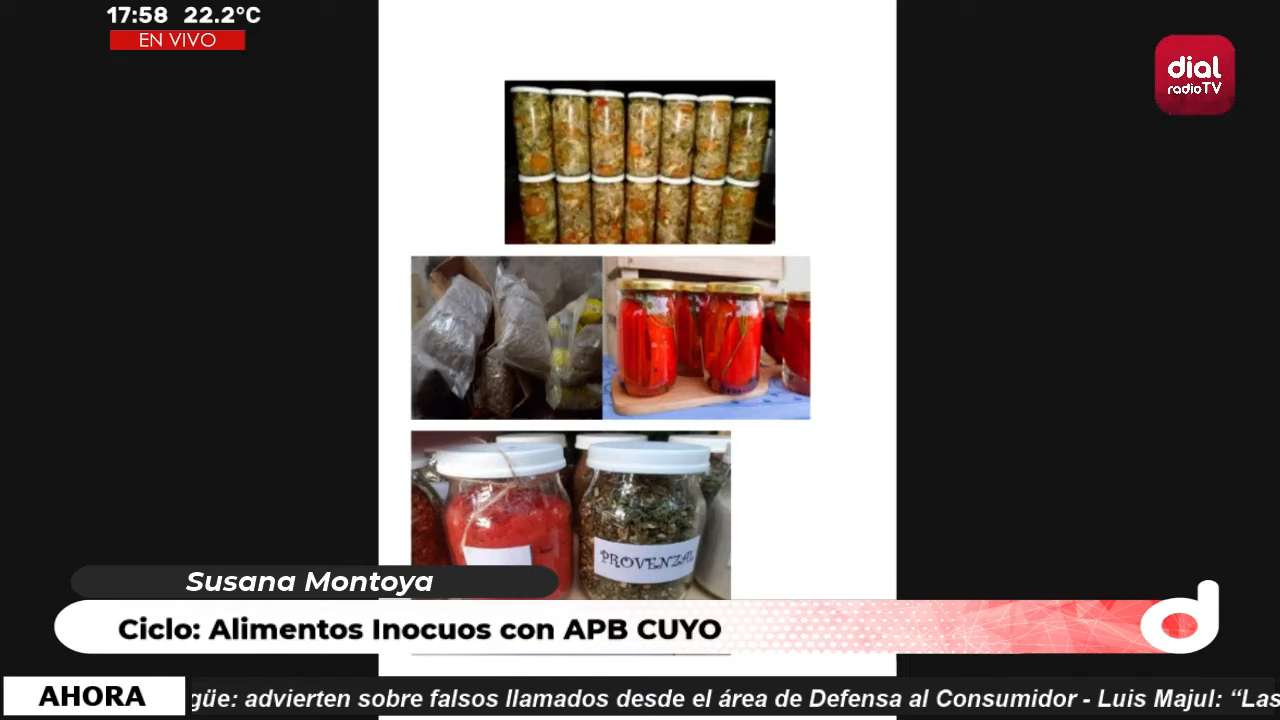 17:58 22.2°C
EN VIVO
dial
radioTV
PROVENZAL
Susana Montoya
Ciclo: Alimentos Inocuos con APB CUYO
d
AHORA
güe: advierten sobre falsos llamados desde el área de Defensa al Consumidor - Luis Majul: “Las